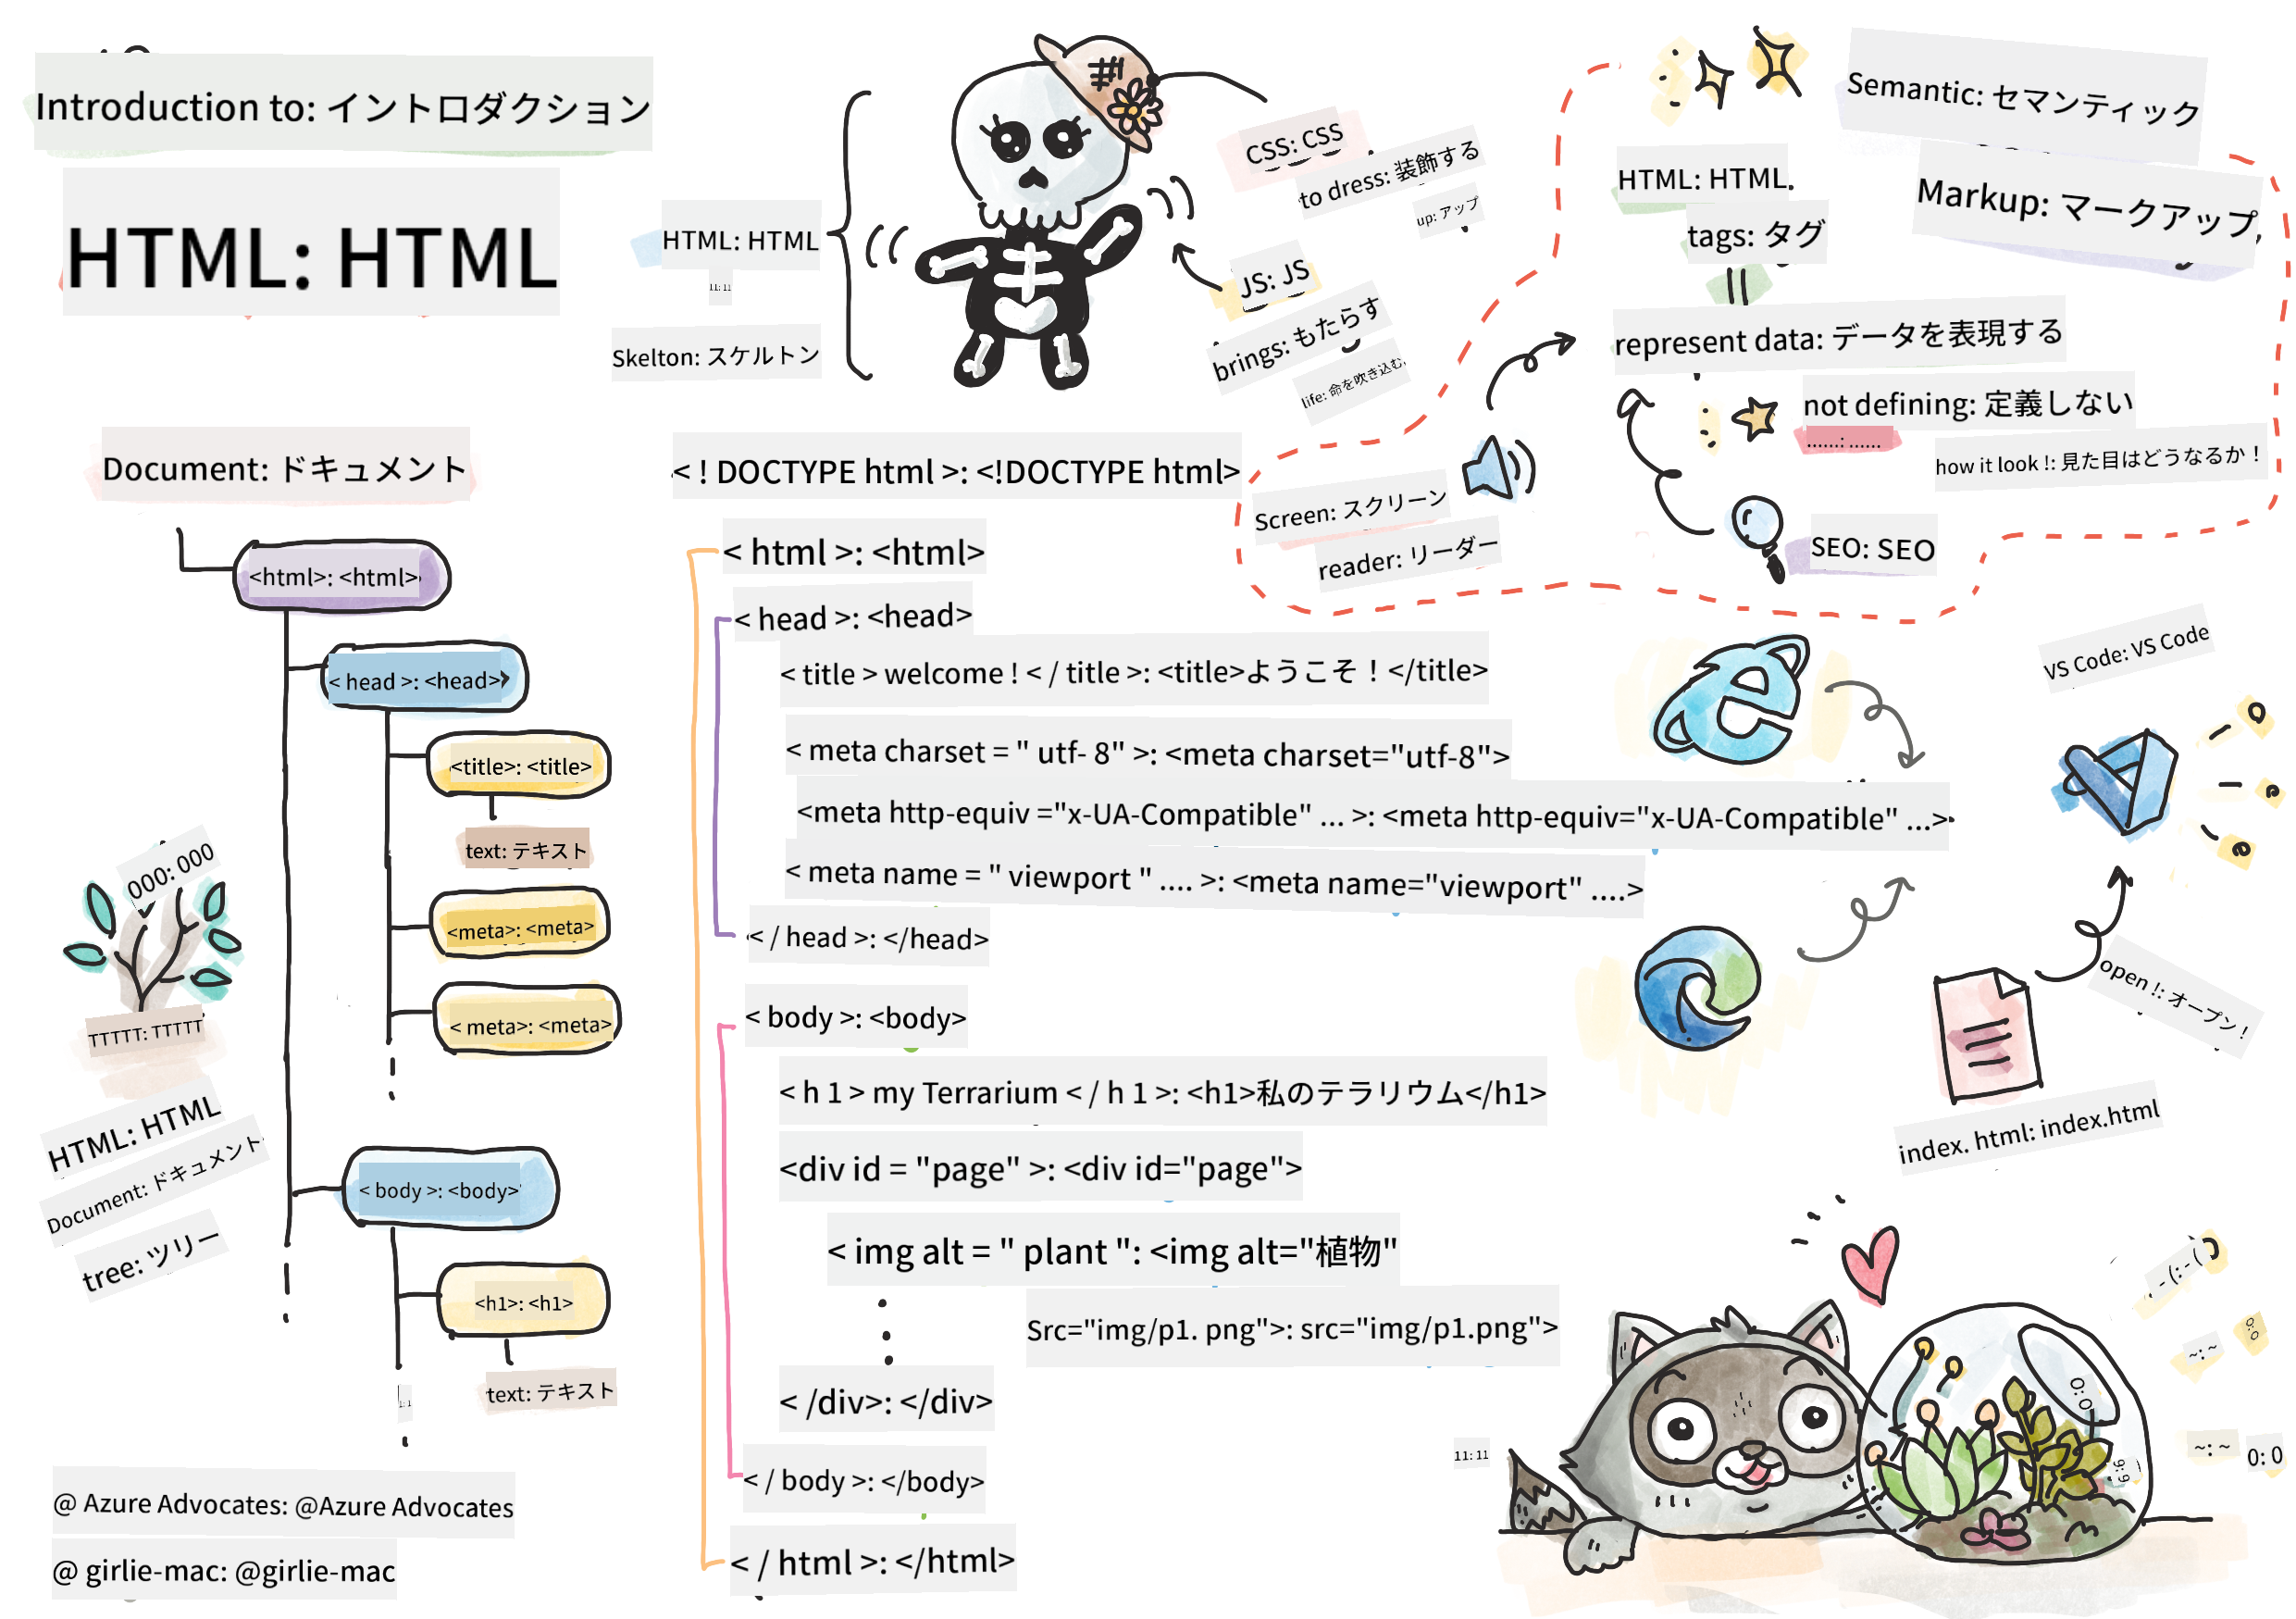 Introduction to: イントロダクション
HTML: HTML
HTML: HTML
11: 11
Skelton: スケルトン
CSS: CSS
to dress: 装飾する
up: アップ
JS: JS
brings: もたらす
life: 命を吹き込む
Semantic: セマンティック
Markup: マークアップ
HTML: HTML
tags: タグ
represent data: データを表現する
not defining: 定義しない
......: ......
how it look !: 見た目はどうなるか！
Screen: スクリーン
reader: リーダー
SEO: SEO
Document: ドキュメント
<html>: <html>
< head >: <head>
<title>: <title>
text: テキスト
<meta>: <meta>
< meta>: <meta>
< body >: <body>
<h1>: <h1>
text: テキスト
1: 1
000: 000
TTTTT: TTTTT
HTML: HTML
Document: ドキュメント
tree: ツリー
@ Azure Advocates: @Azure Advocates
@ girlie-mac: @girlie-mac
< ! DOCTYPE html >: <!DOCTYPE html>
< html >: <html>
< head >: <head>
< title > welcome ! < / title >: <title>ようこそ！</title>
< meta charset = " utf- 8" >: <meta charset="utf-8">
<meta http-equiv ="x-UA-Compatible" ... >: <meta http-equiv="x-UA-Compatible" ...>
< meta name = " viewport " .... >: <meta name="viewport" ....>
< / head >: </head>
< body >: <body>
< h 1 > my Terrarium < / h 1 >: <h1>私のテラリウム</h1>
<div id = "page" >: <div id="page">
< img alt = " plant ": <img alt="植物"
Src="img/p1. png">: src="img/p1.png">
< /div>: </div>
< / body >: </body>
< / html >: </html>
VS Code: VS Code
open !: オープン！
index. html: index.html
11: 11
- (: - (
~: ~
0:0
O: O
~: ~
0: 0
9:9